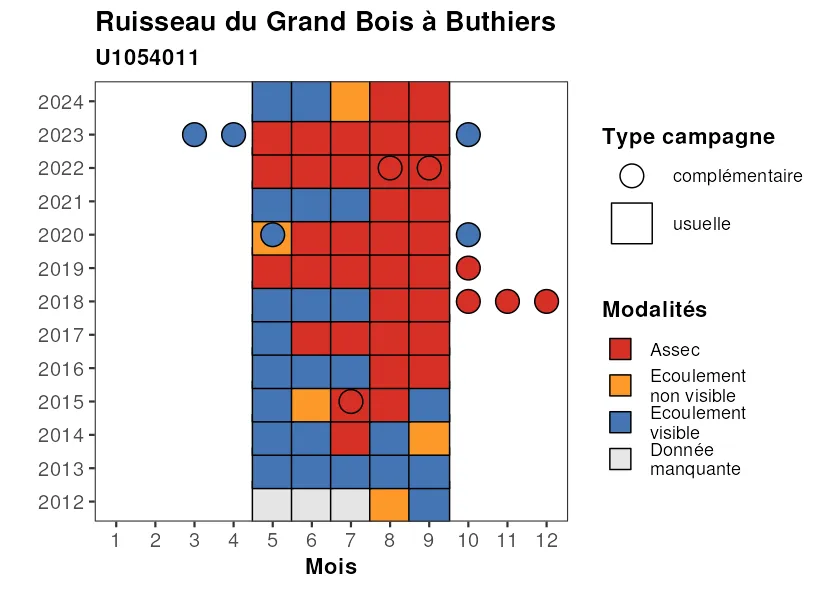 Ruisseau du Grand Bois à Buthiers
U1054011
2024
2023
2022
2021
2020
2019
2018
2017
2016
2015
2014
2013
2012
1 2 3 4 5 6 7 8 9 10 11 12
Mois
Type campagne
complémentaire
usuelle
Modalités
Assec
Ecoulement
non visible
Ecoulement
visible
Donnée
manquante